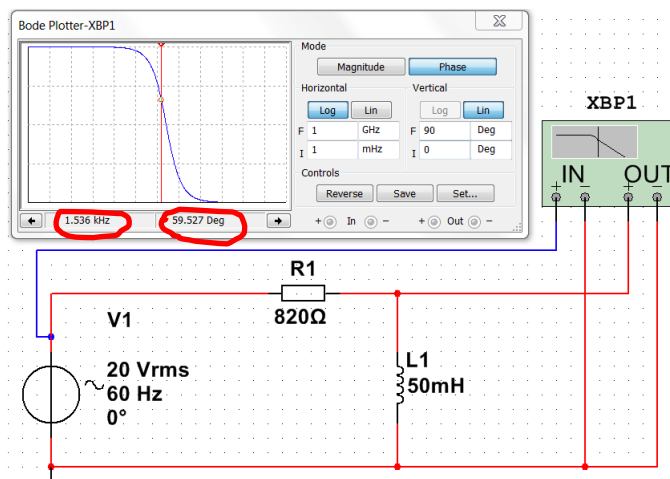 Bode Plotter-XBP1
Mode
Magnitude Phase
Horizontal Vertical
Log Lin Log Lin
F 1 GHz F 90 Deg
I 1 mHz I 0 Deg
Controls
Reverse Save Set...
1.536 kHz 59.527 Deg
+ In - + Out -
XBP1
IN OUT
+ - + -
R1
820Ω
V1
20 Vrms
60 Hz
0°
L1
50mH